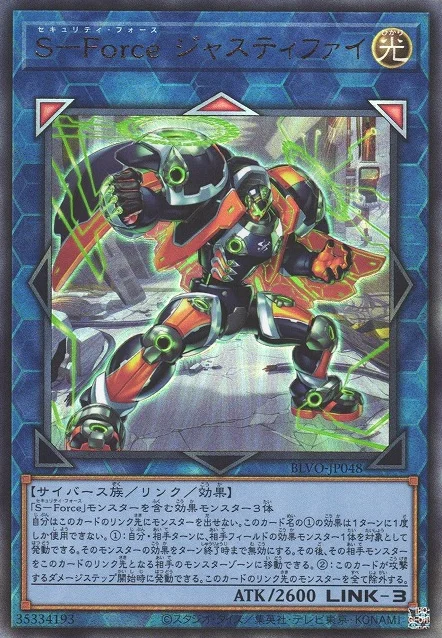 セキュリティ・フォース
S-Force ジャスティファイ
ひかり
光
BLVO-JP048
【サイバース族／リンク／効果】
「S-Force」モンスターを含む効果モンスター３体
自分はこのカードのリンク先にモンスターを出せない。このカード名の①の効果は１ターンに１度
しか使用できない。①：自分・相手ターンに、相手フィールドの効果モンスター１体を対象として
発動できる。そのモンスターの効果をターン終了時まで無効にする。その後、その相手モンスター
をこのカードのリンク先となる相手のモンスターゾーンに移動できる。②：このカードが攻撃
するダメージステップ開始時に発動できる。このカードのリンク先のモンスターを全て除外する。
ATK/2600 LINK-3
35334193 ©スタジオ・ダイス/集英社・テレビ東京・KONAMI